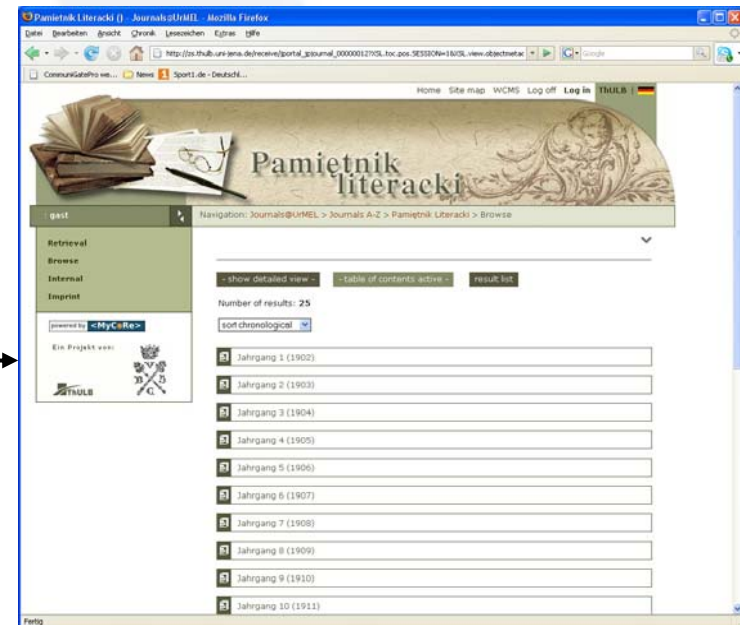 Pamietnik Literacki () - Journals@UrMEL - Mozilla Firefox
Datei Bearbeiten Ansicht Chronik Lesezeichen Extras Hilfe
Google
CommuniGatePro we... News Sport1.de - Deutschl...
Home Site map WCMS Log off Log in ThULB
Pamiętnik
literacki
: gast
Navigation: Journals@UrMEL > Journals A-Z > Pamiętnik Literacki > Browse
Retrieval
Browse
Internal
Imprint
powered by <MyCoRe>
Ein Projekt von:
ThULB
- show detailed view - - table of contents active - result list
Number of results: 25
sort chronological
Jahrgang 1 (1902)
Jahrgang 2 (1903)
Jahrgang 3 (1904)
Jahrgang 4 (1905)
Jahrgang 5 (1906)
Jahrgang 6 (1907)
Jahrgang 7 (1908)
Jahrgang 8 (1909)
Jahrgang 9 (1910)
Jahrgang 10 (1911)
Fertig